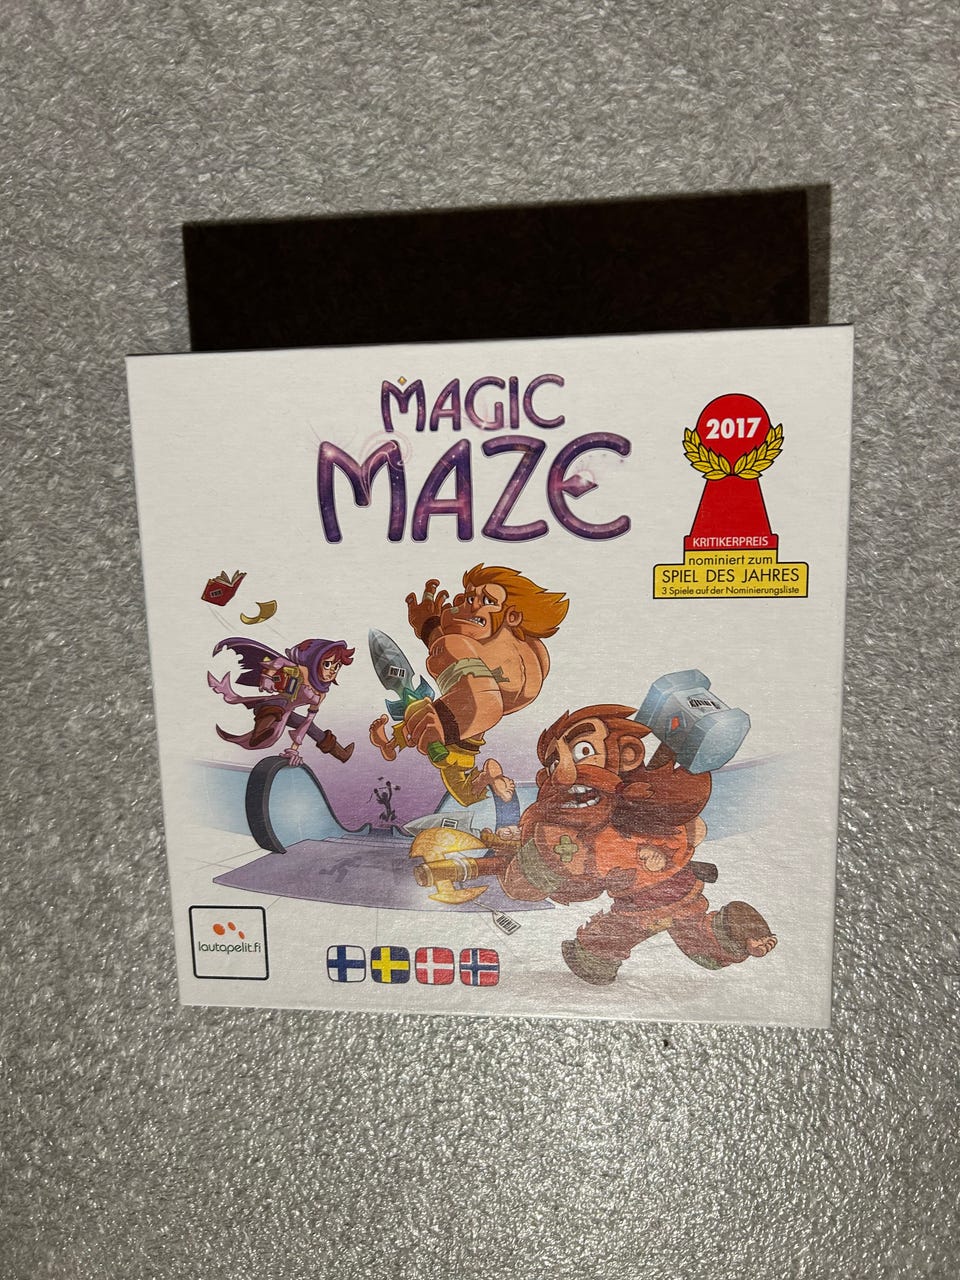 MAGIC
MAZE
2017
KRITIKERPREIS
nominiert zum
SPIEL DES JAHRES
3 Spiele auf der Nominierungsliste
lautapelit.fi